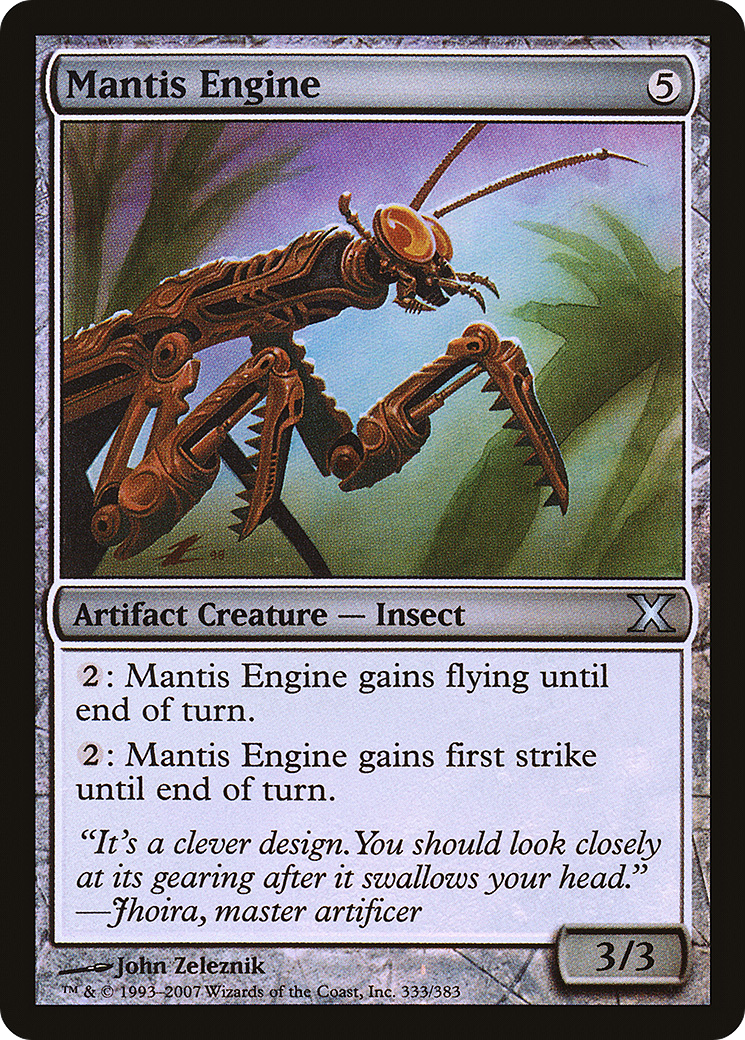 Mantis Engine 5
38
Artifact Creature — Insect X
2: Mantis Engine gains flying until
end of turn.
2: Mantis Engine gains first strike
until end of turn.
“It’s a clever design. You should look closely
at its gearing after it swallows your head.”
—Jhoira, master artificer
3/3
John Zeleznik
™ & © 1993–2007 Wizards of the Coast, Inc. 333/383